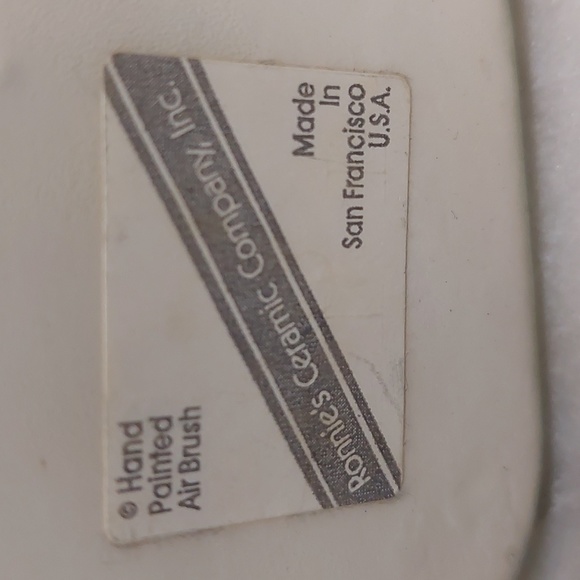 © Hand
Painted
Air Brush
Ronnie's Ceramic Company, Inc.
Made
In
San Francisco
U.S.A.